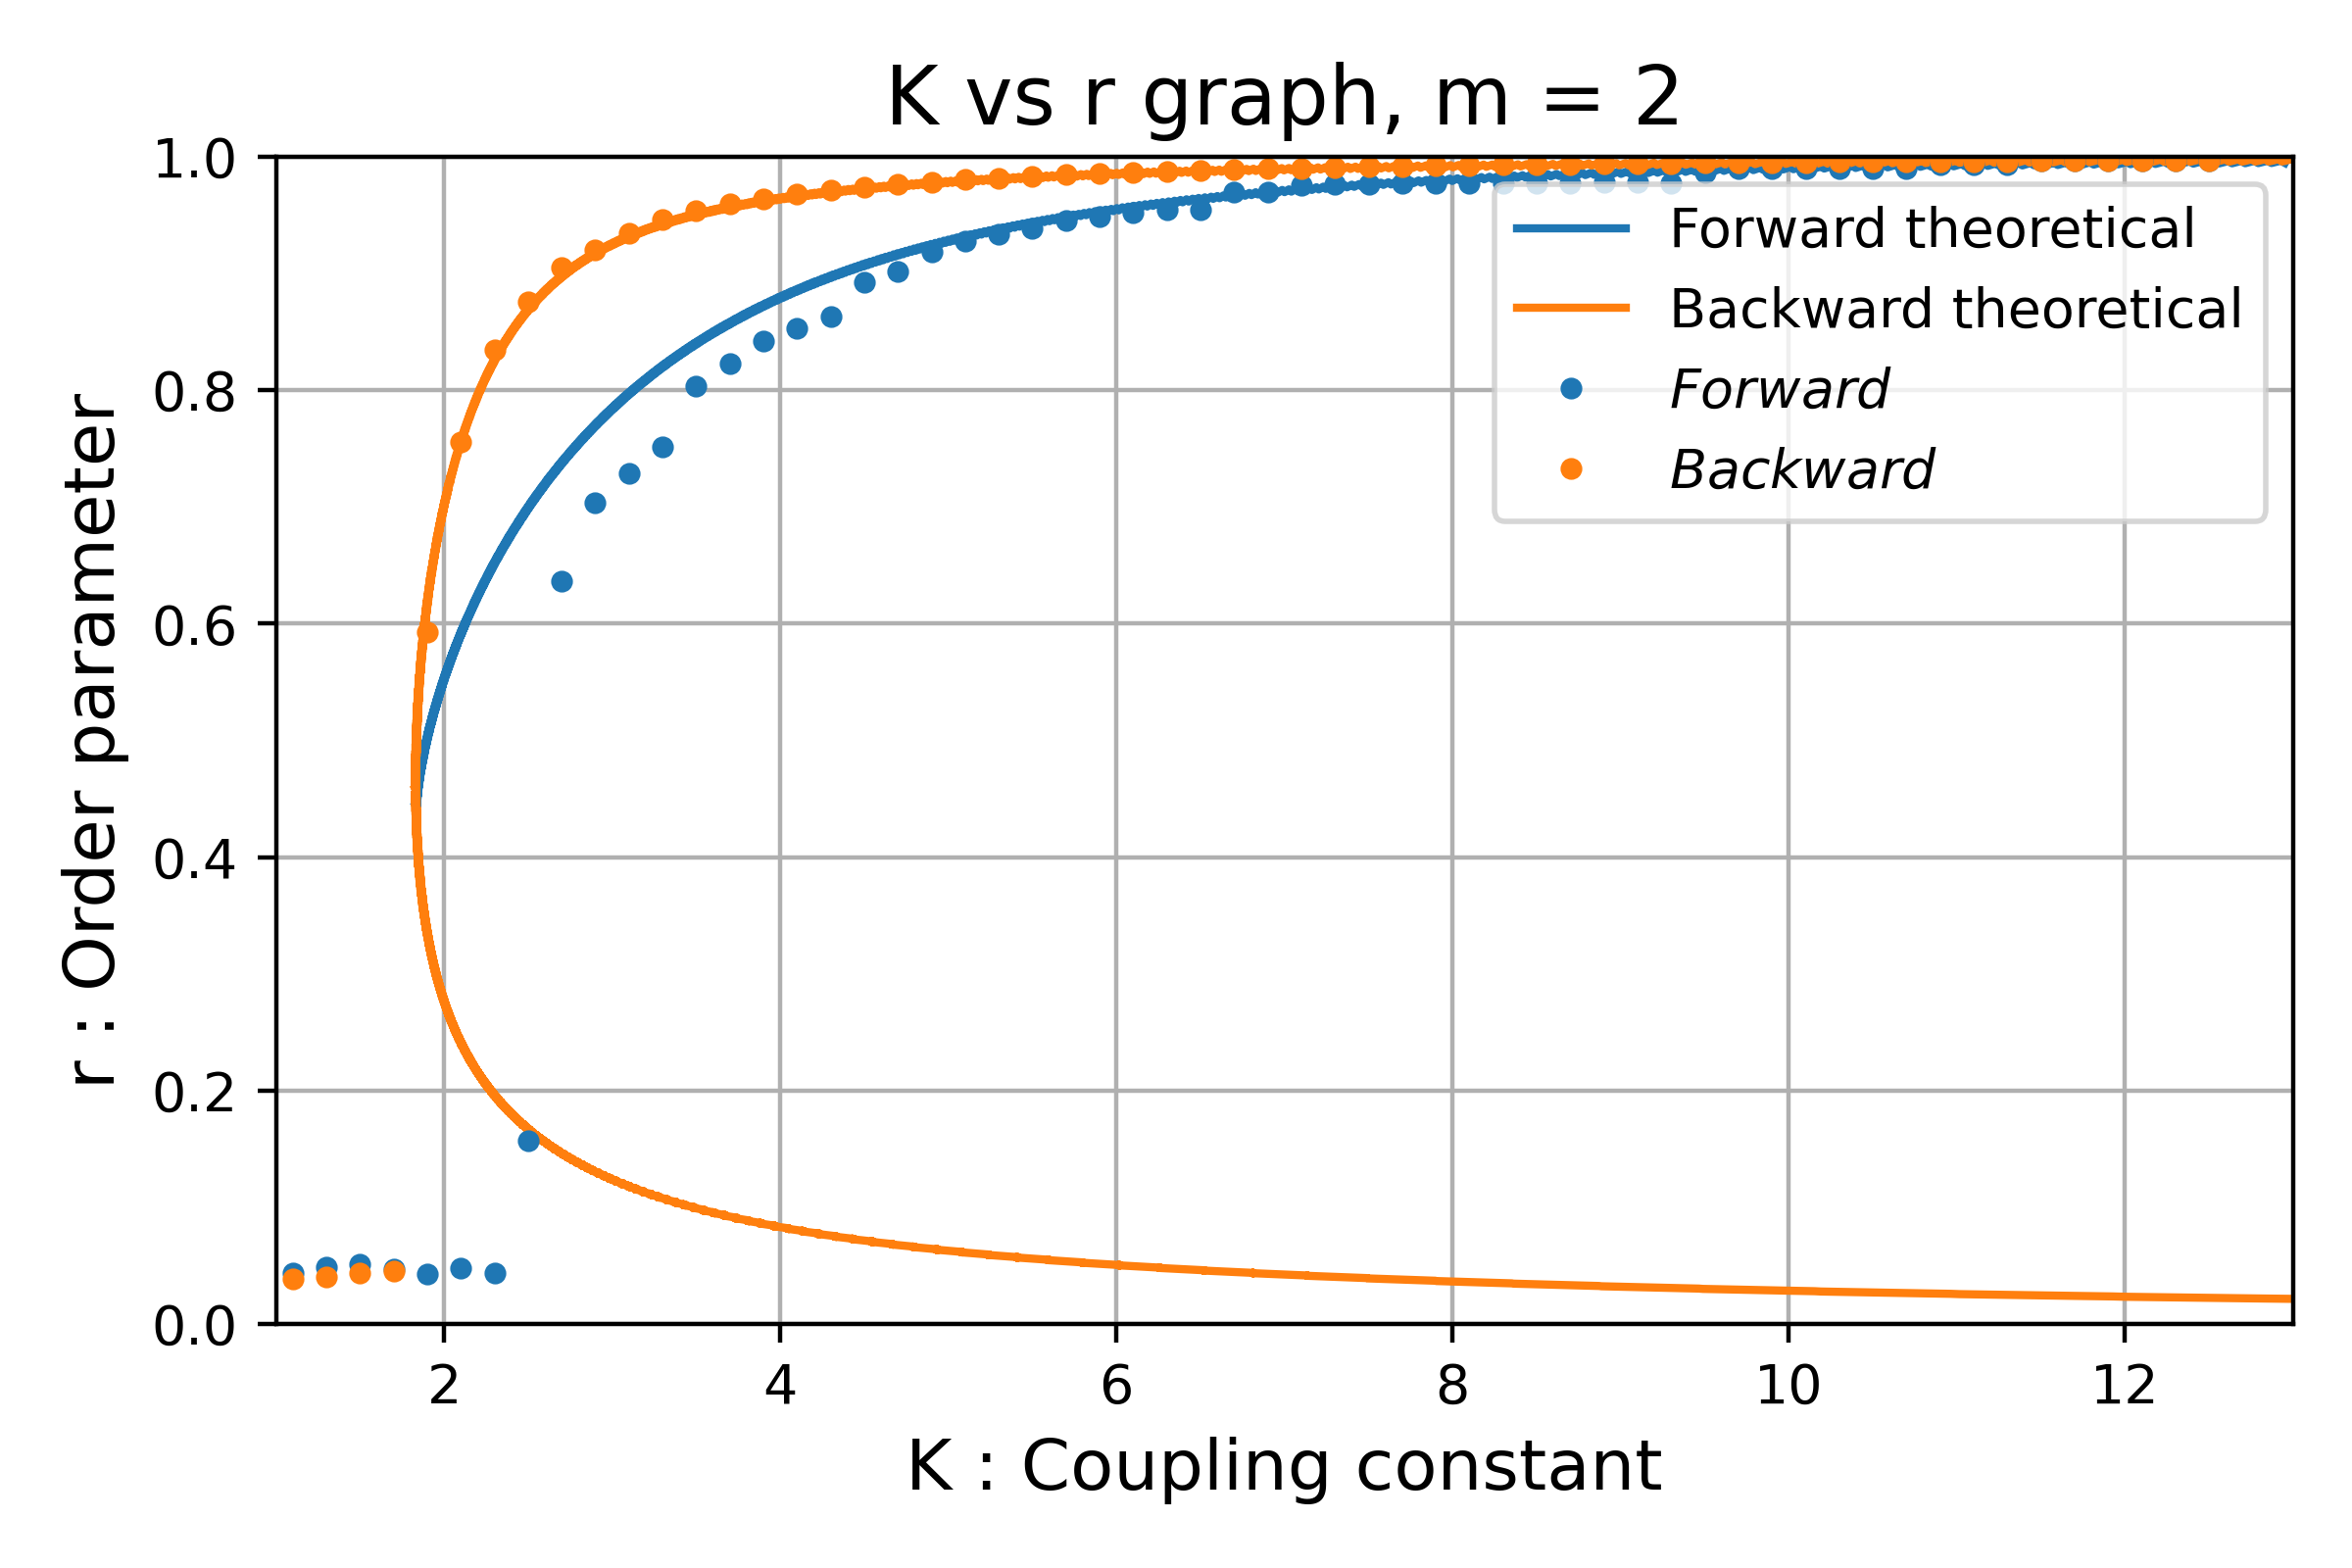 K vs r graph, m = 2
1.0
0.8
0.6
0.4
0.2
0.0
r : Order parameter
Forward theoretical
Backward theoretical
Forward
Backward
2 4 6 8 10 12
K : Coupling constant